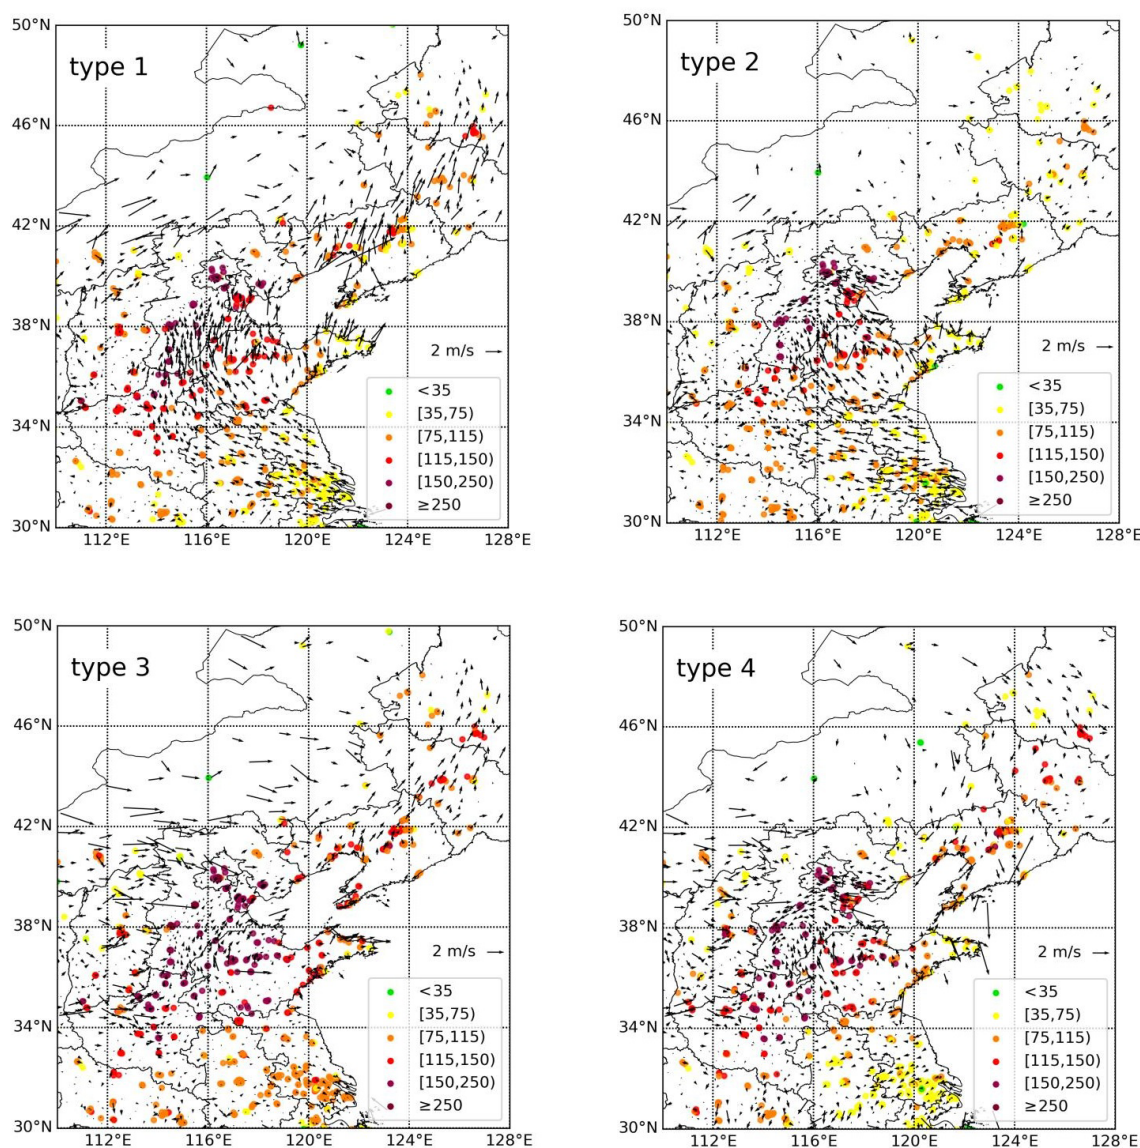 type 1
50°N
46°N
42°N
38°N
34°N
30°N
112°E
116°E
120°E
124°E
128°E
2 m/s
<35
[35,75)
[75,115)
[115,150)
[150,250)
≥250
type 2
50°N
46°N
42°N
38°N
34°N
30°N
112°E
116°E
120°E
124°E
128°E
2 m/s
<35
[35,75)
[75,115)
[115,150)
[150,250)
≥250
type 3
50°N
46°N
42°N
38°N
34°N
30°N
112°E
116°E
120°E
124°E
128°E
2 m/s
<35
[35,75)
[75,115)
[115,150)
[150,250)
≥250
type 4
50°N
46°N
42°N
38°N
34°N
30°N
112°E
116°E
120°E
124°E
128°E
2 m/s
<35
[35,75)
[75,115)
[115,150)
[150,250)
≥250